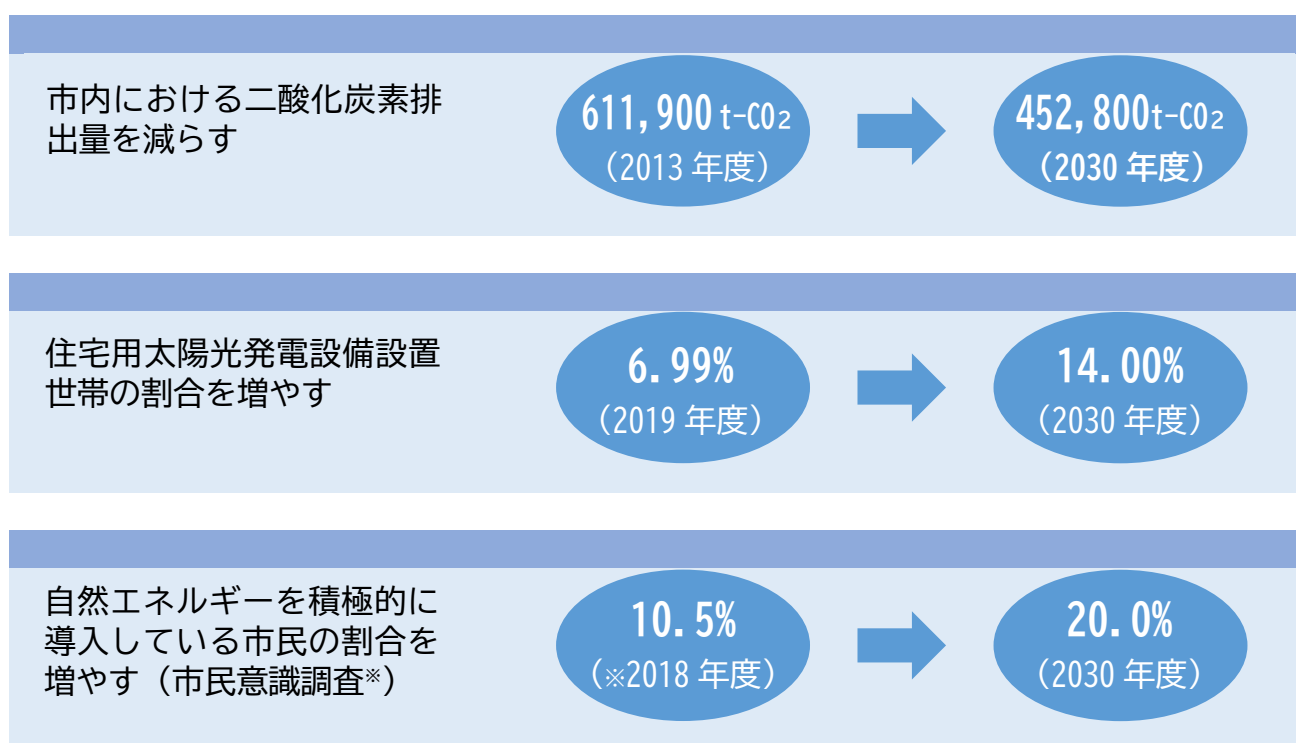 市内における二酸化炭素排
出量を減らす
611,900 t-CO₂
（2013 年度）
452,800t-CO₂
（2030 年度）
住宅用太陽光発電設備設置
世帯の割合を増やす
6.99%
（2019 年度）
14.00%
（2030 年度）
自然エネルギーを積極的に
導入している市民の割合を
増やす（市民意識調査※）
10.5%
（※2018 年度）
20.0%
（2030 年度）